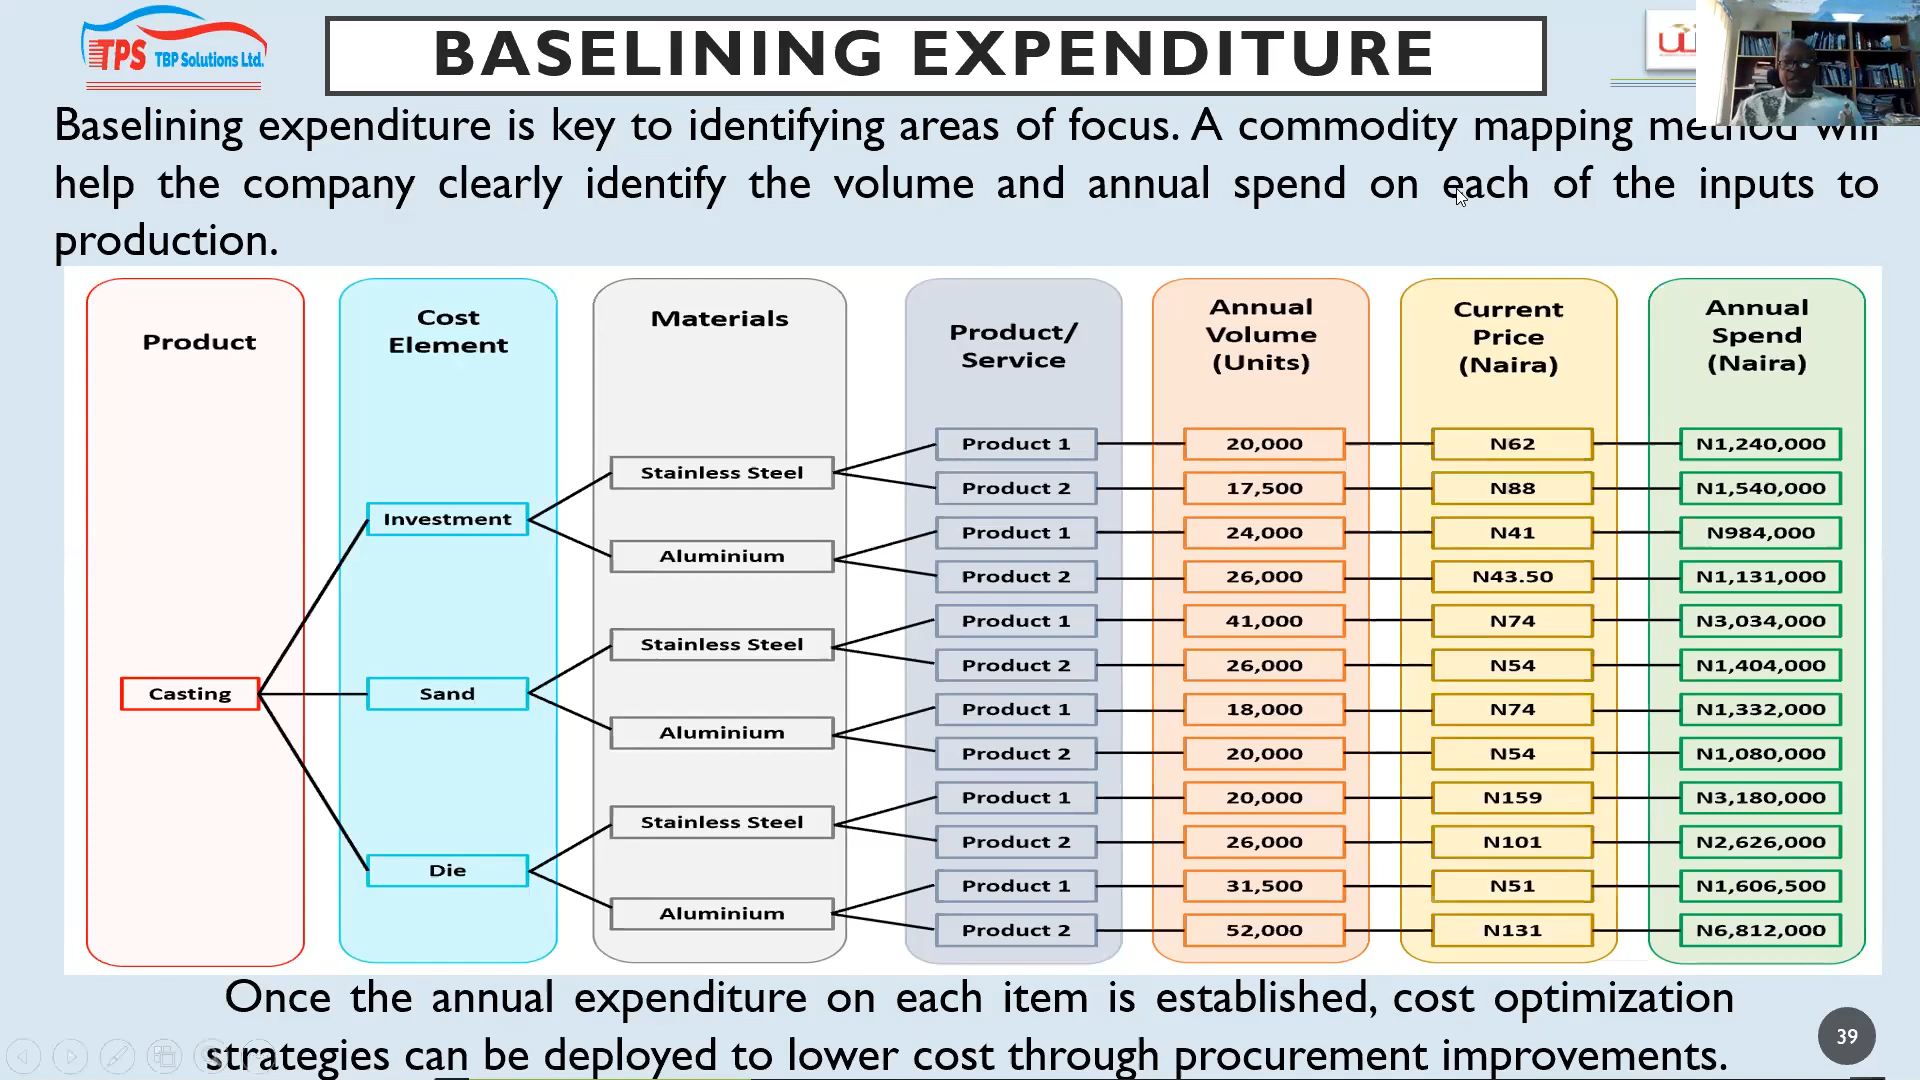 TPS TBP Solutions Ltd.
BASELINING EXPENDITURE
Baselining expenditure is key to identifying areas of focus. A commodity mapping method will
help the company clearly identify the volume and annual spend on each of the inputs to
production.
Product
Cost
Element
Materials
Product/
Service
Annual
Volume
(Units)
Current
Price
(Naira)
Annual
Spend
(Naira)
Casting
Investment
Sand
Die
Stainless Steel
Aluminium
Stainless Steel
Aluminium
Stainless Steel
Aluminium
Product 1 20,000 N62 N1,240,000
Product 2 17,500 N88 N1,540,000
Product 1 24,000 N41 N984,000
Product 2 26,000 N43.50 N1,131,000
Product 1 41,000 N74 N3,034,000
Product 2 26,000 N54 N1,404,000
Product 1 18,000 N74 N1,332,000
Product 2 20,000 N54 N1,080,000
Product 1 20,000 N159 N3,180,000
Product 2 26,000 N101 N2,626,000
Product 1 31,500 N51 N1,606,500
Product 2 52,000 N131 N6,812,000
Once the annual expenditure on each item is established, cost optimization
strategies can be deployed to lower cost through procurement improvements.
39